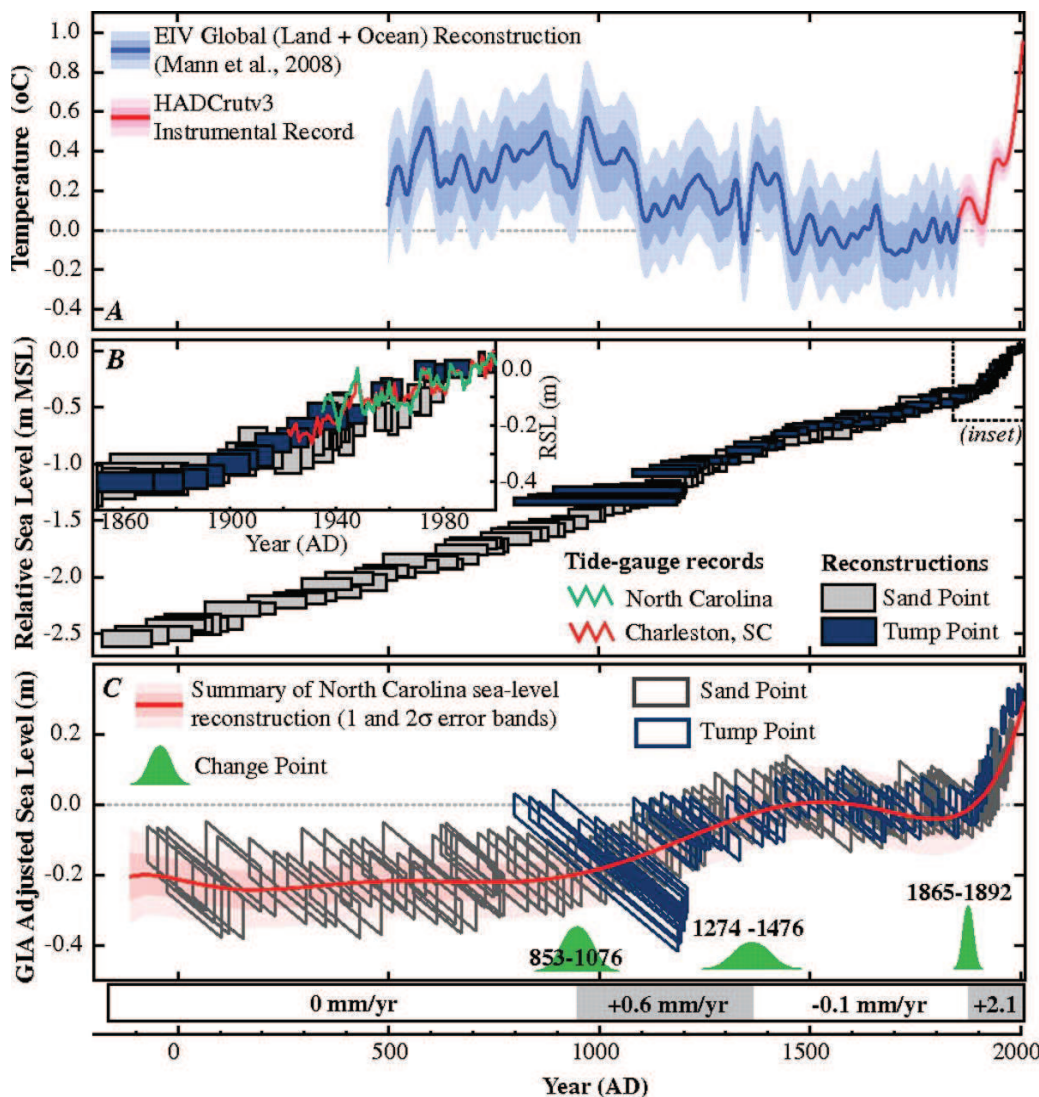 EIV Global (Land + Ocean) Reconstruction
(Mann et al., 2008)
HADCrutv3
Instrumental Record
Temperature (oC)
1.0
0.8
0.6
0.4
0.2
0.0
-0.2
-0.4
A
B
Relative Sea Level (m MSL)
0.0
-0.5
-1.0
-1.5
-2.0
-2.5
0.0
-0.2
-0.4
RSL (m)
1860
1900
1940
1980
Year (AD)
(inset)
Tide-gauge records
North Carolina
Charleston, SC
Reconstructions
Sand Point
Tump Point
C
GIA Adjusted Sea Level (m)
0.2
0.0
-0.2
-0.4
Summary of North Carolina sea-level
reconstruction (1 and 2σ error bands)
Change Point
Sand Point
Tump Point
853-1076
1274 -1476
1865-1892
0 mm/yr
+0.6 mm/yr
-0.1 mm/yr
+2.1
0
500
1000
1500
2000
Year (AD)